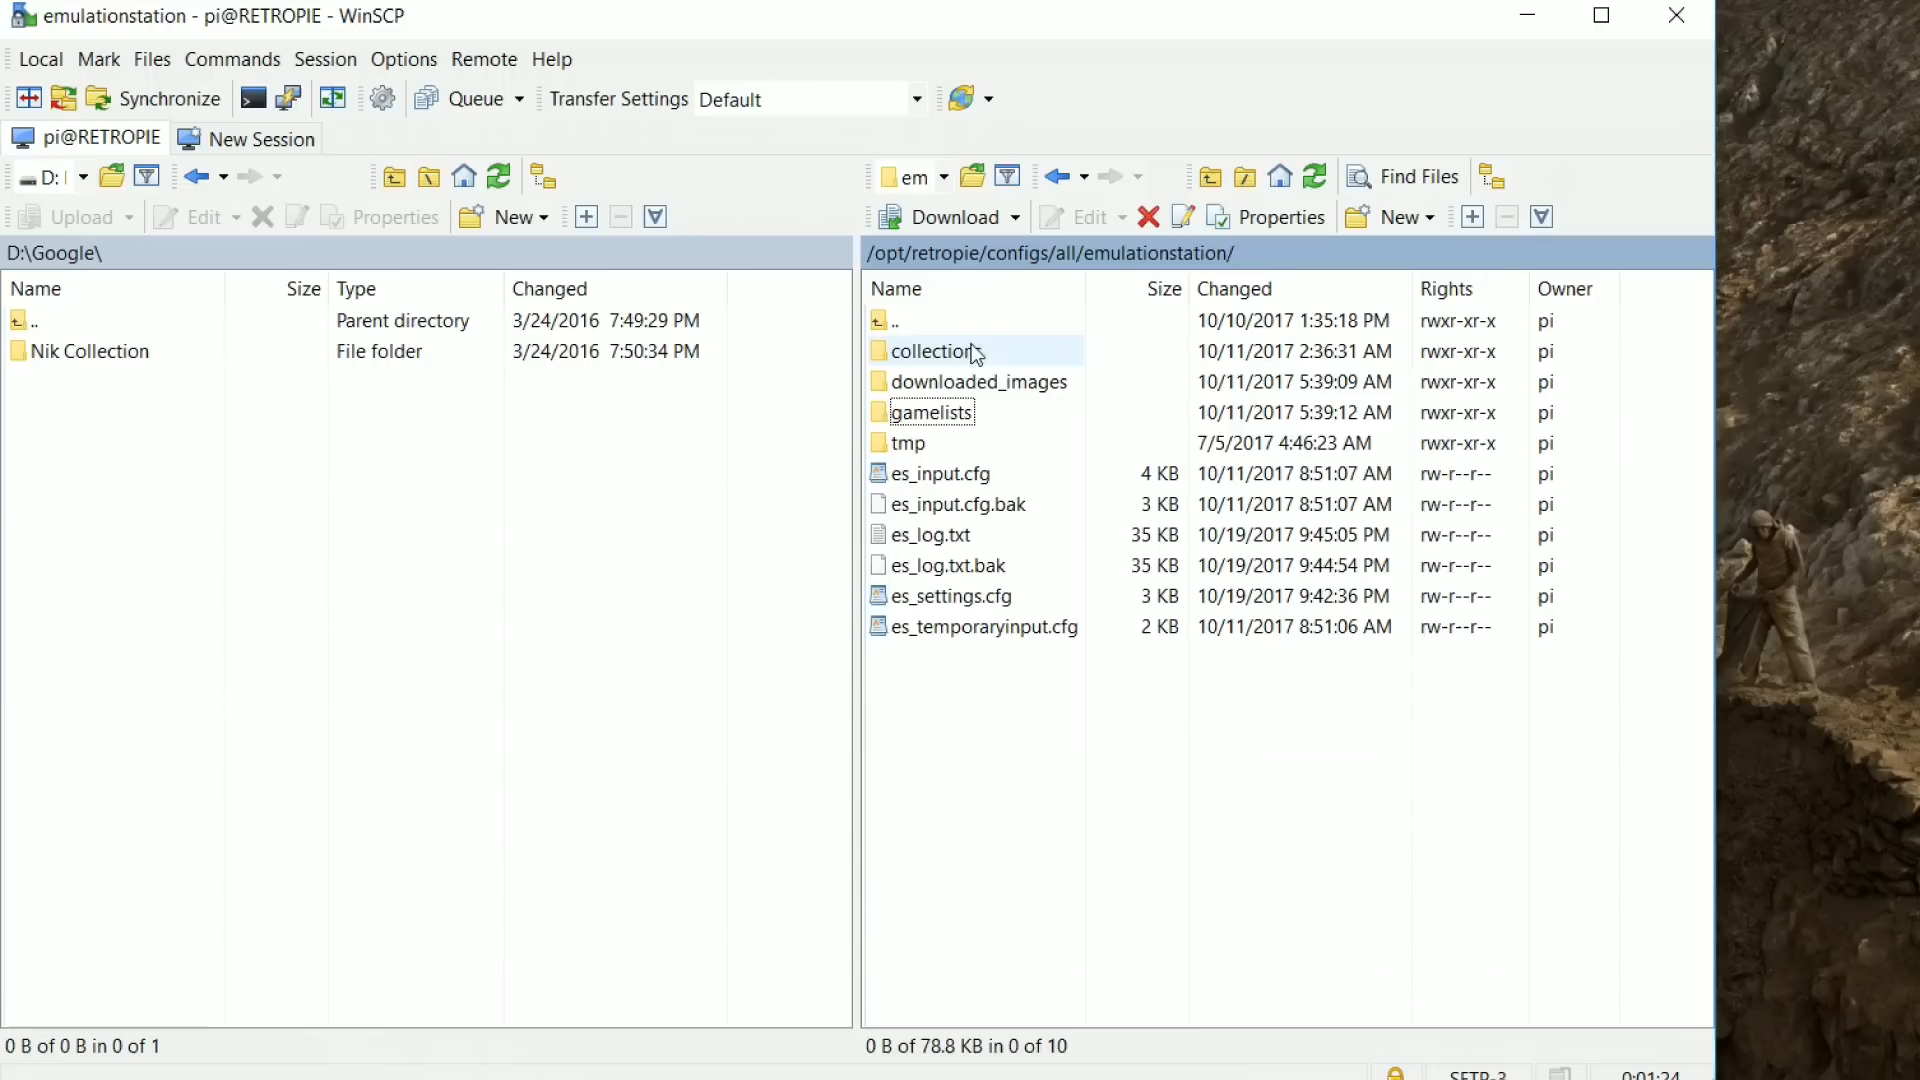 emulationstation - pi@RETROPIE - WinSCP
Local Mark Files Commands Session Options Remote Help
Synchronize Queue Transfer Settings Default
pi@RETROPIE New Session
D: em Find Files
Upload Edit Properties New Download Edit Properties New
D:\Google\ /opt/retropie/configs/all/emulationstation/
Name Size Type Changed
.. Parent directory 3/24/2016 7:49:29 PM
Nik Collection File folder 3/24/2016 7:50:34 PM
0 B of 0 B in 0 of 1
Name Size Changed Rights Owner
.. 10/10/2017 1:35:18 PM rwxr-xr-x pi
collections 10/11/2017 2:36:31 AM rwxr-xr-x pi
downloaded_images 10/11/2017 5:39:09 AM rwxr-xr-x pi
gamelists 10/11/2017 5:39:12 AM rwxr-xr-x pi
tmp 7/5/2017 4:46:23 AM rwxr-xr-x pi
es_input.cfg 4 KB 10/11/2017 8:51:07 AM rw-r--r-- pi
es_input.cfg.bak 3 KB 10/11/2017 8:51:07 AM rw-r--r-- pi
es_log.txt 35 KB 10/19/2017 9:45:05 PM rw-r--r-- pi
es_log.txt.bak 35 KB 10/19/2017 9:44:54 PM rw-r--r-- pi
es_settings.cfg 3 KB 10/19/2017 9:42:36 PM rw-r--r-- pi
es_temporaryinput.cfg 2 KB 10/11/2017 8:51:06 AM rw-r--r-- pi
0 B of 78.8 KB in 0 of 10
SFTP-3 0:01:24